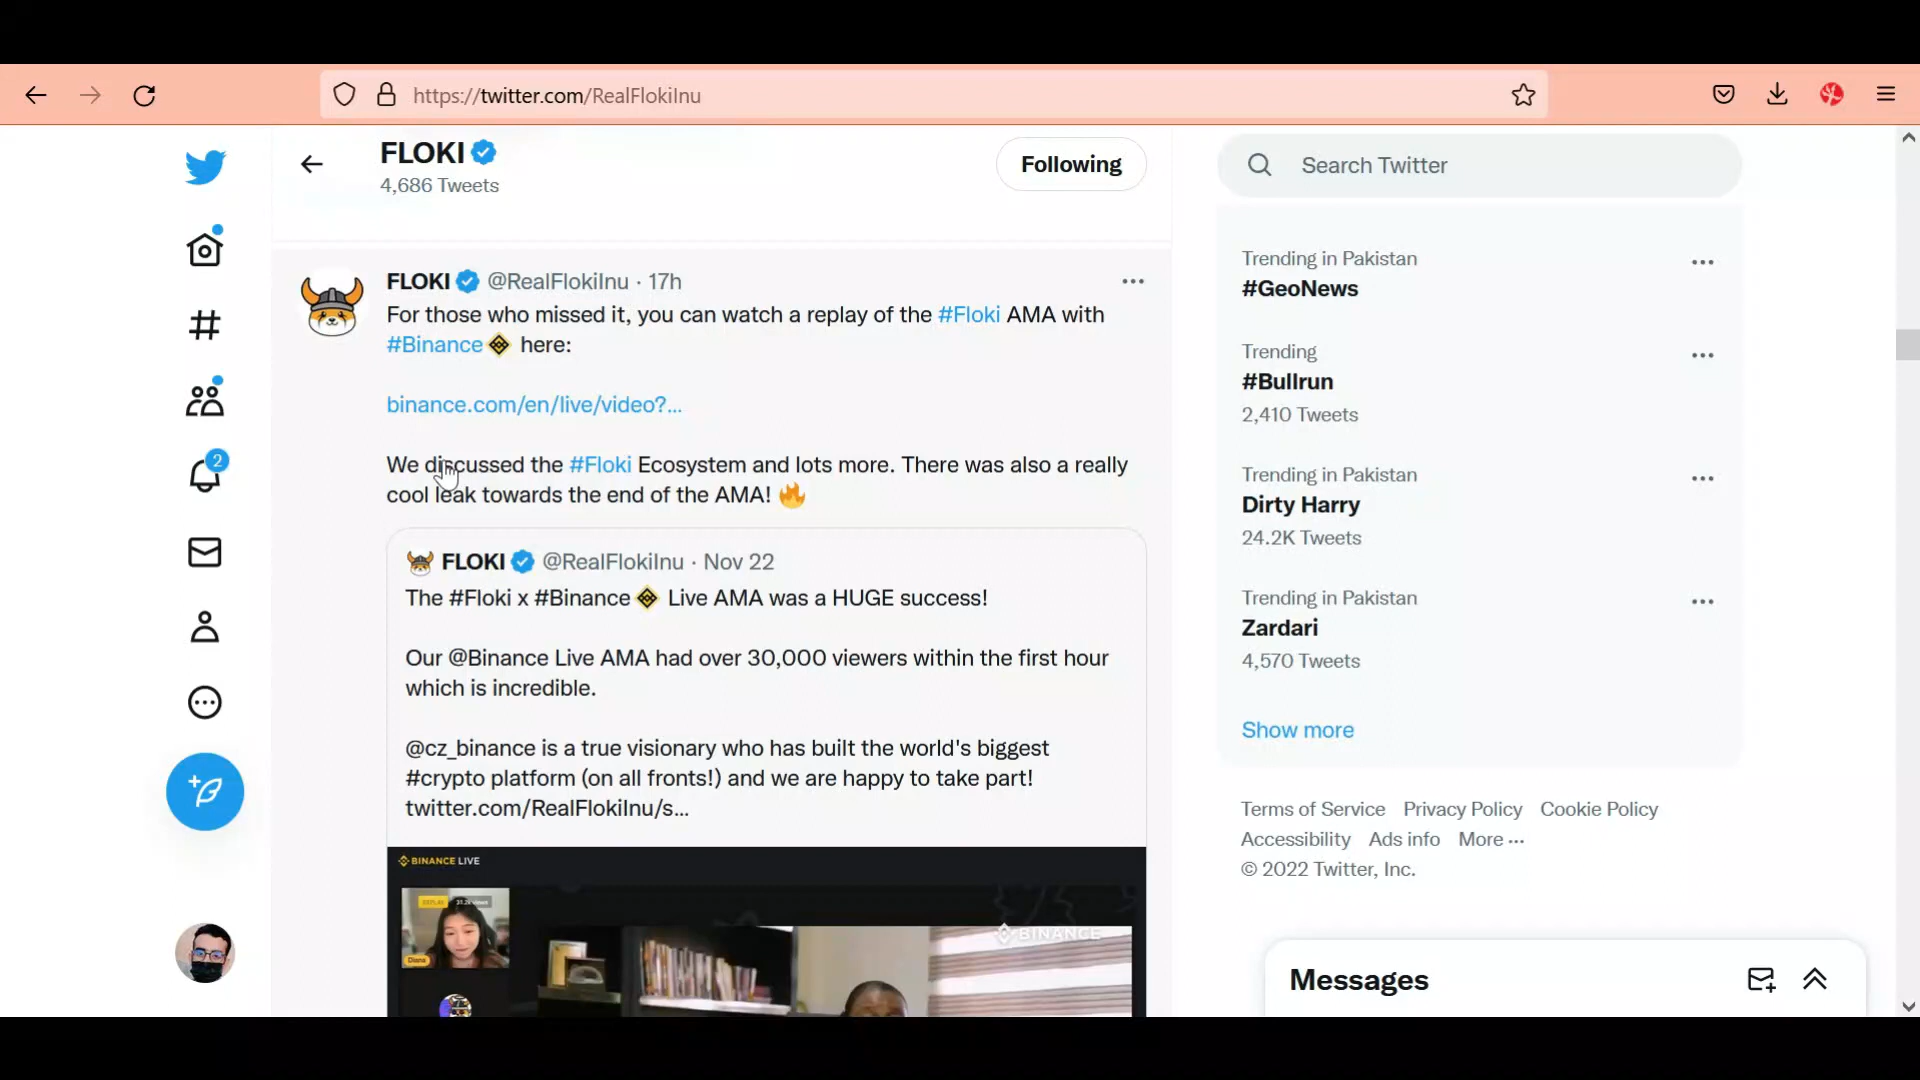 https://twitter.com/RealFlokiInu
FLOKI
4,686 Tweets
Following
Search Twitter
FLOKI @RealFlokiInu · 17h
For those who missed it, you can watch a replay of the #Floki AMA with
#Binance here:
binance.com/en/live/video?...
We discussed the #Floki Ecosystem and lots more. There was also a really
cool leak towards the end of the AMA!
FLOKI @RealFlokiInu · Nov 22
The #Floki x #Binance Live AMA was a HUGE success!
Our @Binance Live AMA had over 30,000 viewers within the first hour
which is incredible.
@cz_binance is a true visionary who has built the world's biggest
#crypto platform (on all fronts!) and we are happy to take part!
twitter.com/RealFlokiInu/s...
BINANCE LIVE
REPLAY
Diana
BINANCE
2
Trending in Pakistan
#GeoNews
Trending
#Bullrun
2,410 Tweets
Trending in Pakistan
Dirty Harry
24.2K Tweets
Trending in Pakistan
Zardari
4,570 Tweets
Show more
Terms of Service Privacy Policy Cookie Policy
Accessibility Ads info More ···
© 2022 Twitter, Inc.
Messages